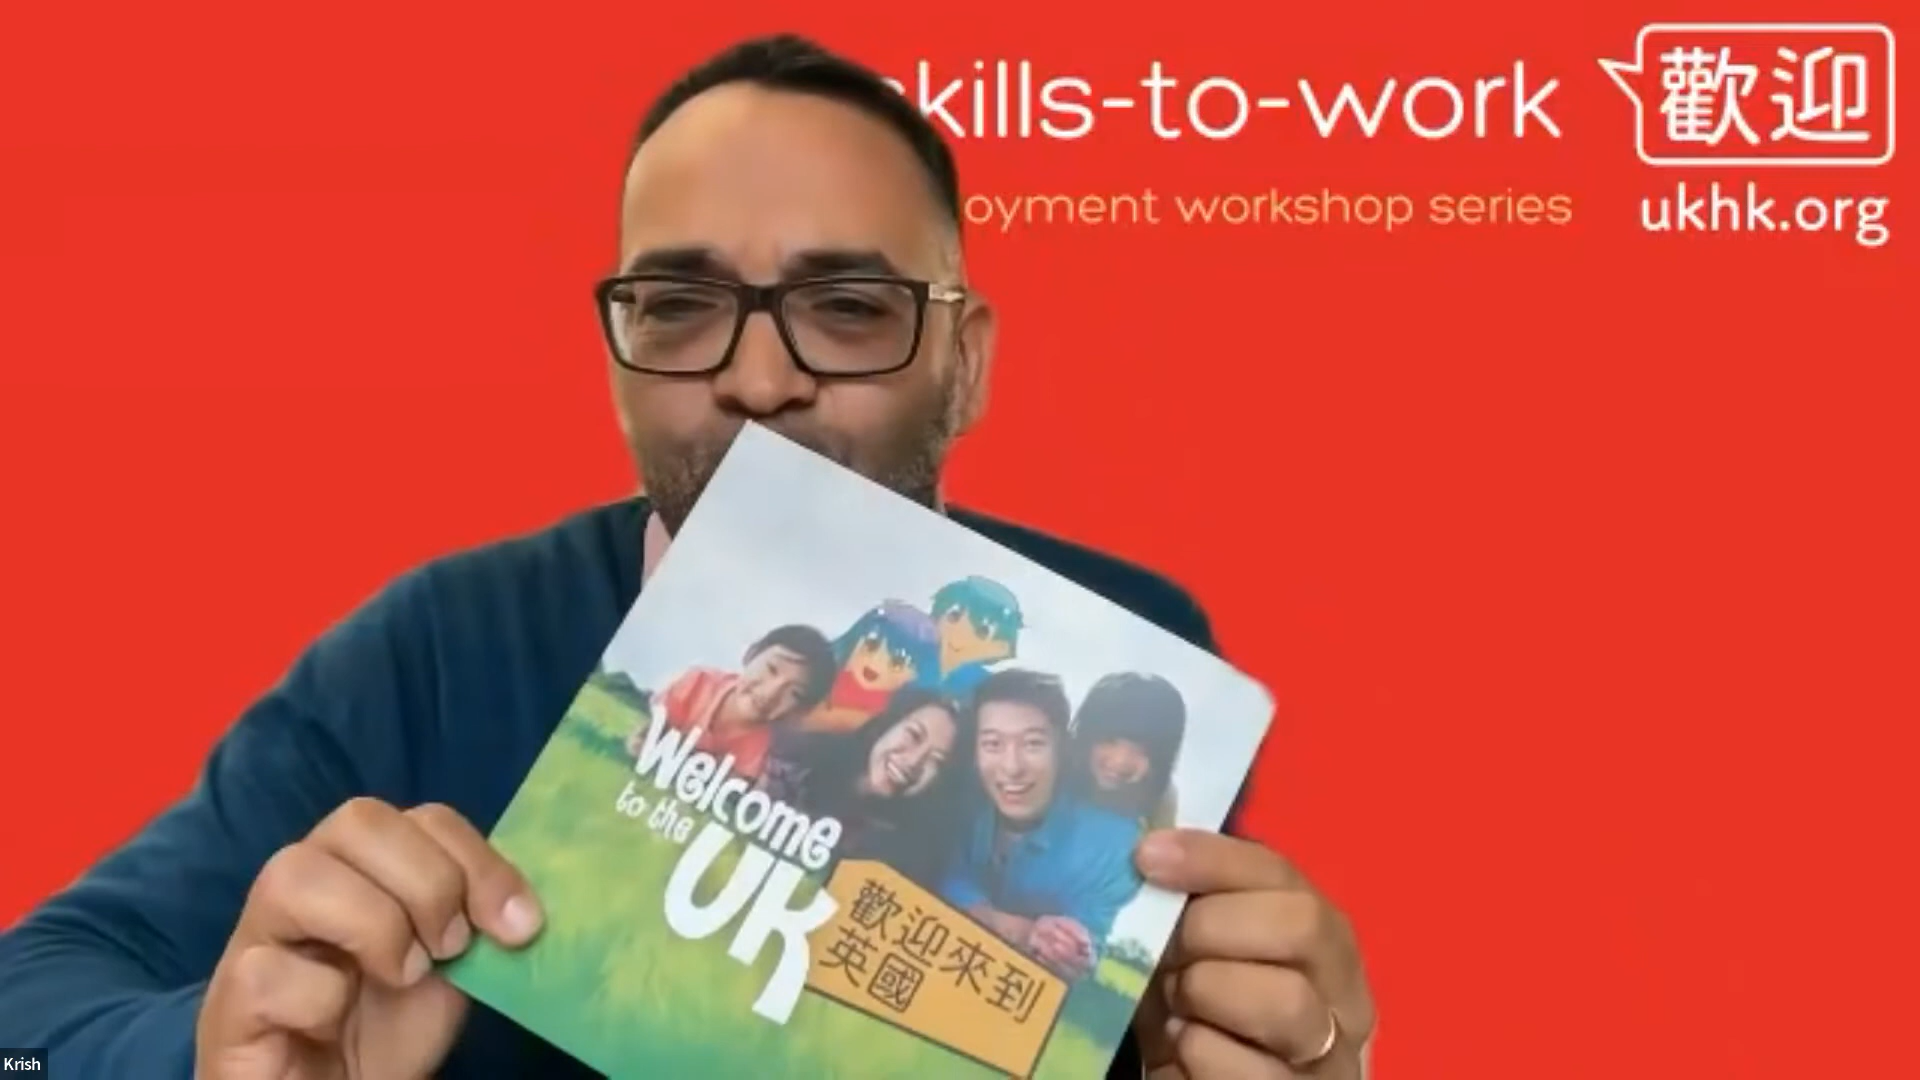 skills-to-work
歡迎
oyment workshop series
ukhk.org
Welcome
to the
UK
歡迎來到
英國
Krish